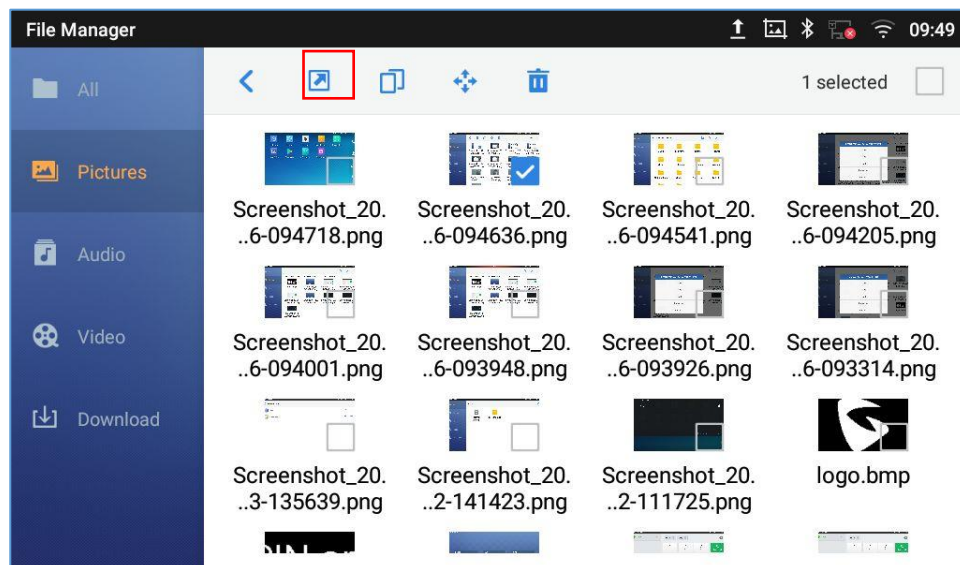 File Manager
09:49
All
1 selected
Pictures
Screenshot_20.
..6-094718.png
Screenshot_20.
..6-094636.png
Screenshot_20.
..6-094541.png
Screenshot_20.
..6-094205.png
Audio
Screenshot_20.
..6-094001.png
Screenshot_20.
..6-093948.png
Screenshot_20.
..6-093926.png
Screenshot_20.
..6-093314.png
Video
Download
Screenshot_20.
..3-135639.png
Screenshot_20.
..2-141423.png
Screenshot_20.
..2-111725.png
logo.bmp